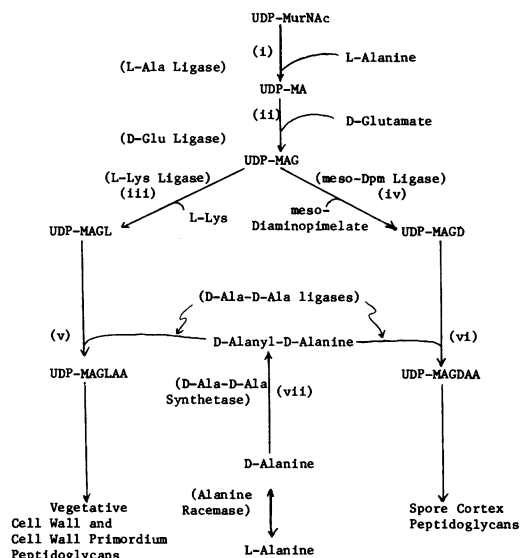 UDP-MurNAc
(i)
L-Alanine
(L-Ala Ligase)
UDP-MA
(ii)
D-Glutamate
(D-Glu Ligase)
UDP-MAG
(L-Lys Ligase)
(iii)
(meso-Dpm Ligase)
(iv)
L-Lys
meso-
Diaminopimelate
UDP-MAGL
UDP-MAGD
(D-Ala-D-Ala ligases)
(v)
D-Alanyl-D-Alanine
(vi)
UDP-MAGLAA
(D-Ala-D-Ala
Synthetase)
(vii)
UDP-MAGDAA
D-Alanine
(Alanine
Racemase)
L-Alanine
Vegetative
Cell Wall and
Cell Wall Primordium
Peptidoglycans
Spore Cortex
Peptidoglycans